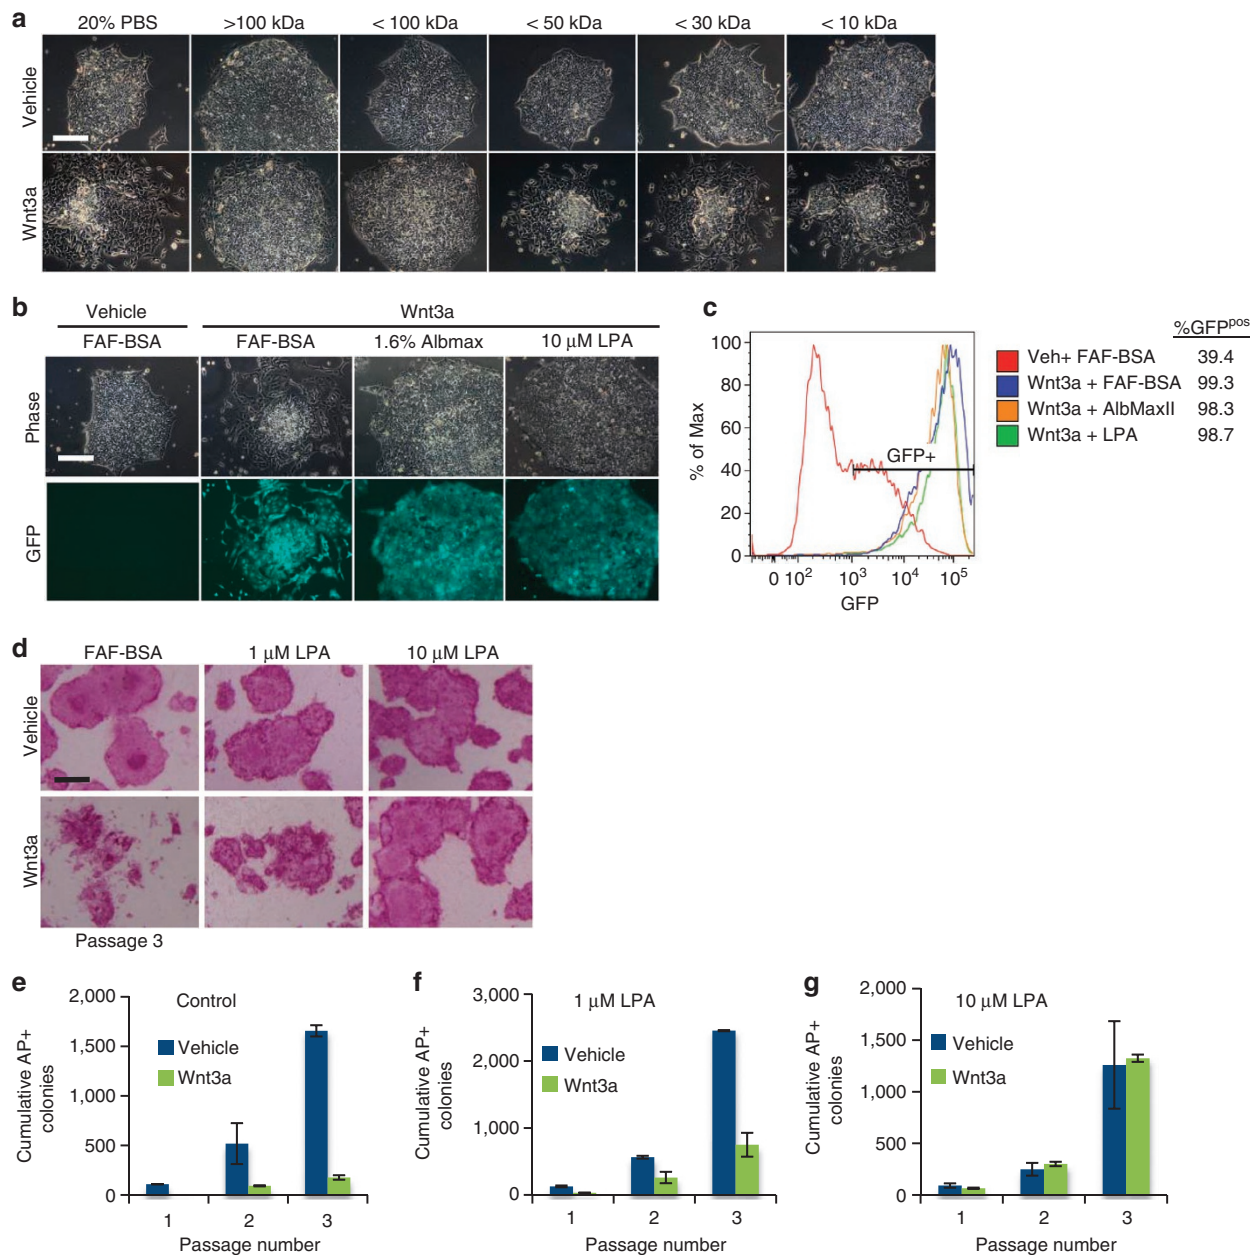 a
20% PBS >100 kDa < 100 kDa < 50 kDa < 30 kDa < 10 kDa
Vehicle
Wnt3a
b
Vehicle Wnt3a
FAF-BSA FAF-BSA 1.6% Albmax 10 µM LPA
Phase
GFP
c
%GFPpos
Veh+ FAF-BSA 39.4
Wnt3a + FAF-BSA 99.3
Wnt3a + AlbMaxII 98.3
Wnt3a + LPA 98.7
% of Max
100
80
60
40
20
0
GFP+
0 10² 10³ 10⁴ 10⁵
GFP
d
FAF-BSA 1 µM LPA 10 µM LPA
Vehicle
Wnt3a
Passage 3
e
Control
Cumulative AP+
colonies
2,000
1,500
1,000
500
0
Vehicle
Wnt3a
1 2 3
Passage number
f
1 µM LPA
Cumulative AP+
colonies
3,000
2,000
1,000
0
Vehicle
Wnt3a
1 2 3
Passage number
g
10 µM LPA
Cumulative AP+
colonies
2,000
1,500
1,000
500
0
Vehicle
Wnt3a
1 2 3
Passage number